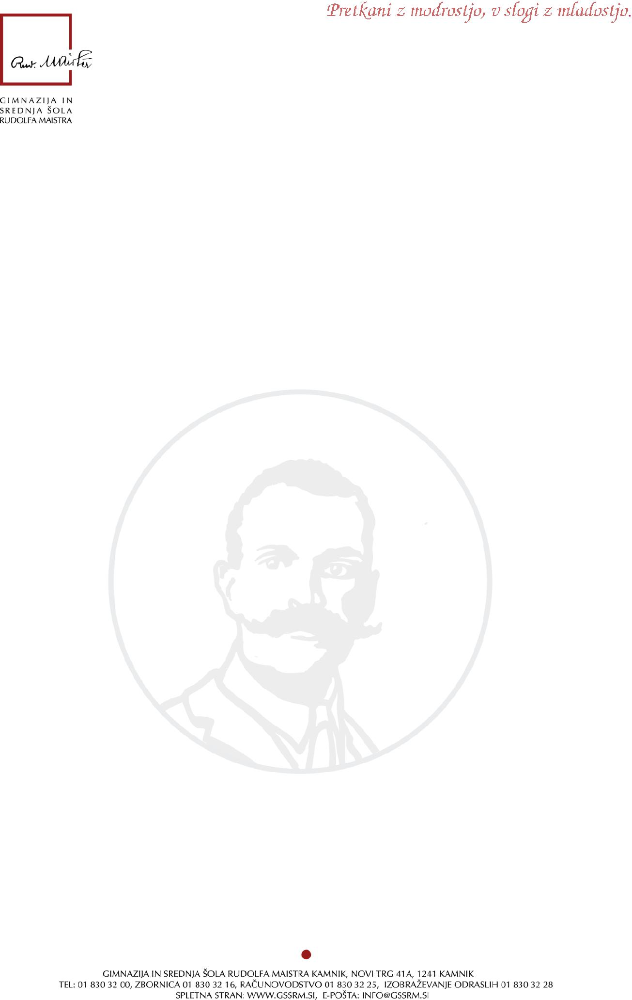 Pretkani z modrostjo, v slogi z mladostjo.
Rud. Maister
GIMNAZIJA IN
SREDNJA ŠOLA
RUDOLFA MAISTRA
GIMNAZIJA IN SREDNJA ŠOLA RUDOLFA MAISTRA KAMNIK, NOVI TRG 41A, 1241 KAMNIK
TEL: 01 830 32 00, ZBORNICA 01 830 32 16, RAČUNOVODSTVO 01 830 32 25, IZOBRAŽEVANJE ODRASLIH 01 830 32 28
SPLETNA STRAN: WWW.GSSRM.SI, E-POŠTA: INFO@GSSRM.SI